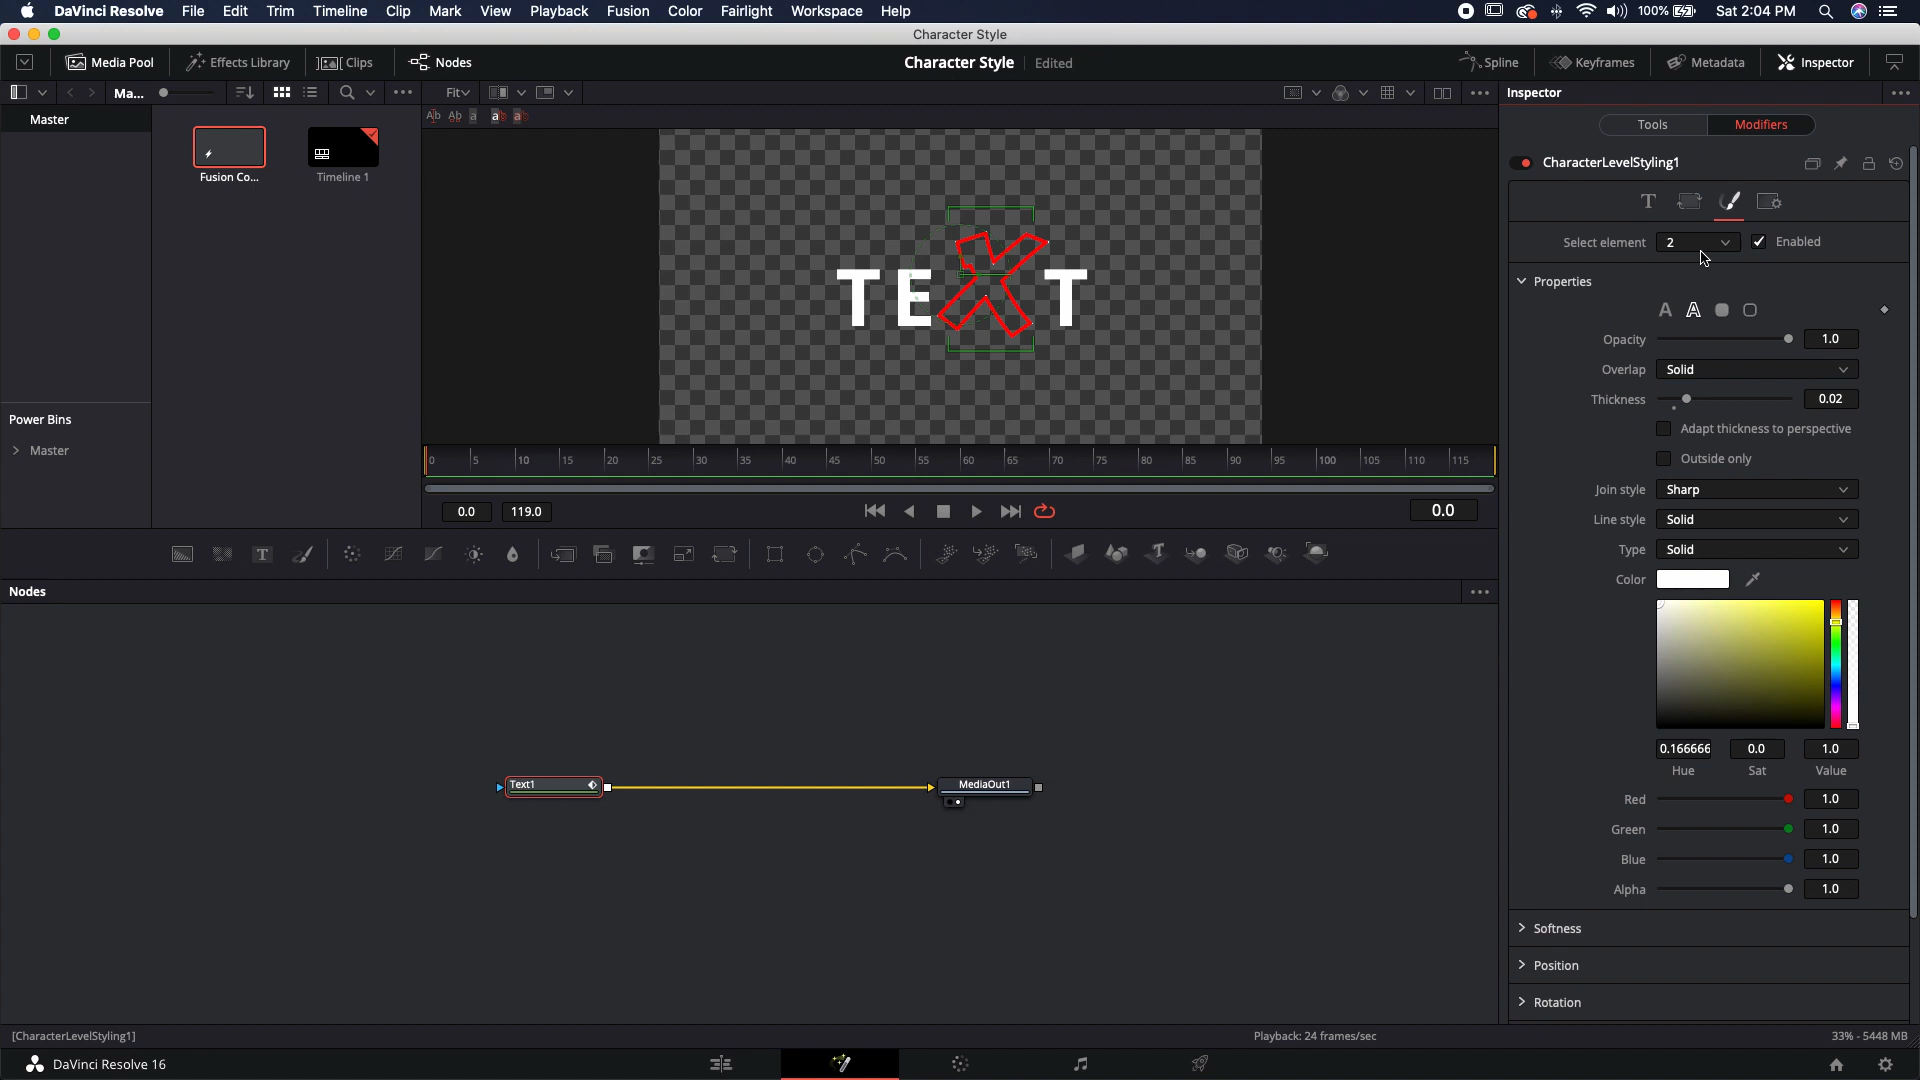 DaVinci Resolve File Edit Trim Timeline Clip Mark View Playback Fusion Color Fairlight Workspace Help 100% Sat 2:04 PM
Character Style
Media Pool Effects Library Clips Nodes Character Style Edited Spline Keyframes Metadata Inspector
Ma... Fit Inspector
Master
Fusion Co... Timeline 1
Tools Modifiers
CharacterLevelStyling1
Select element 2 Enabled
Properties
TEXT
Opacity 1.0
Overlap Solid
Thickness 0.02
Adapt thickness to perspective
Outside only
Join style Sharp
Line style Solid
Type Solid
Color
0.166666 0.0 1.0
Hue Sat Value
Red 1.0
Green 1.0
Blue 1.0
Alpha 1.0
Softness
Position
Rotation
Power Bins
Master
0 5 10 15 20 25 30 35 40 45 50 55 60 65 70 75 80 85 90 95 100 105 110 115
0.0 119.0 0.0
Nodes
Text1 MediaOut1
[CharacterLevelStyling1] Playback: 24 frames/sec 33% - 5448 MB
DaVinci Resolve 16